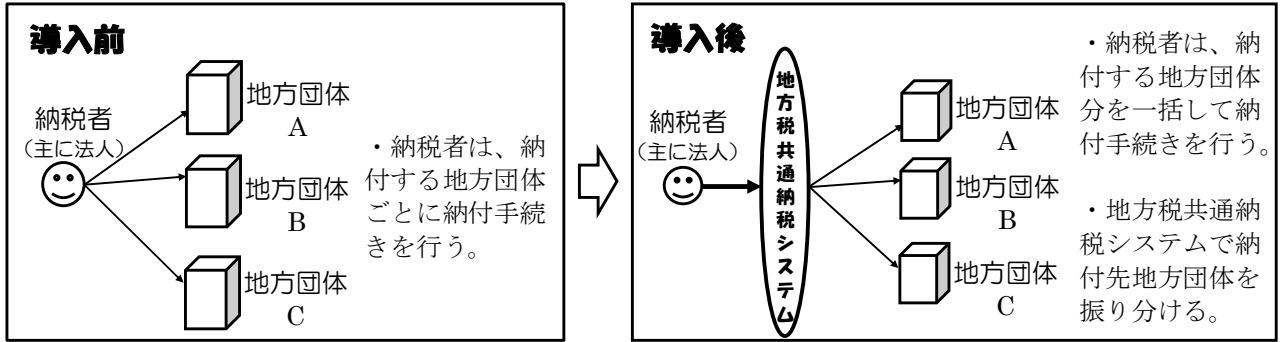 導入前
納税者
（主に法人）
地方団体
A
地方団体
B
地方団体
C
・納税者は、納
付する地方団体
ごとに納付手続
きを行う。
導入後
納税者
（主に法人）
地方税共通納税システム
地方団体
A
地方団体
B
地方団体
C
・納税者は、納
付する地方団体
分を一括して納
付手続きを行う。
・地方税共通納
税システムで納
付先地方団体を
振り分ける。